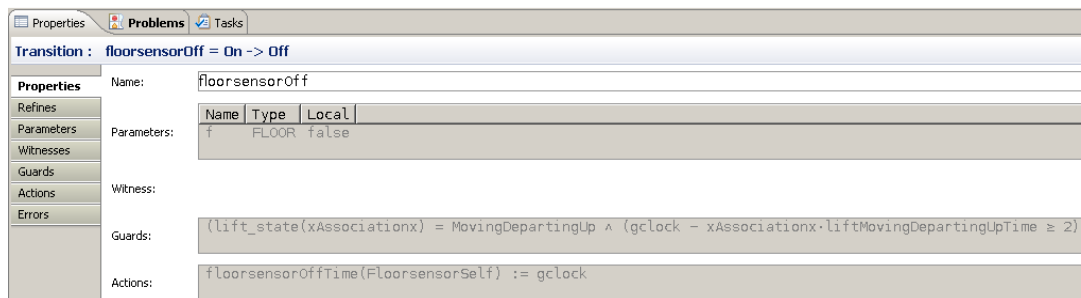 Properties Problems Tasks
Transition : floorsensorOff = On -> Off
Properties
Refines
Parameters
Witnesses
Guards
Actions
Errors
Name: floorsensorOff
Name Type Local
Parameters: f FLOOR false
Witness:
Guards: (lift_state(xAssociationx) = MovingDepartingUp ∧ (gclock - xAssociationx·liftMovingDepartingUpTime ≥ 2)
Actions: floorsensorOffTime(FloorsensorSelf) := gclock